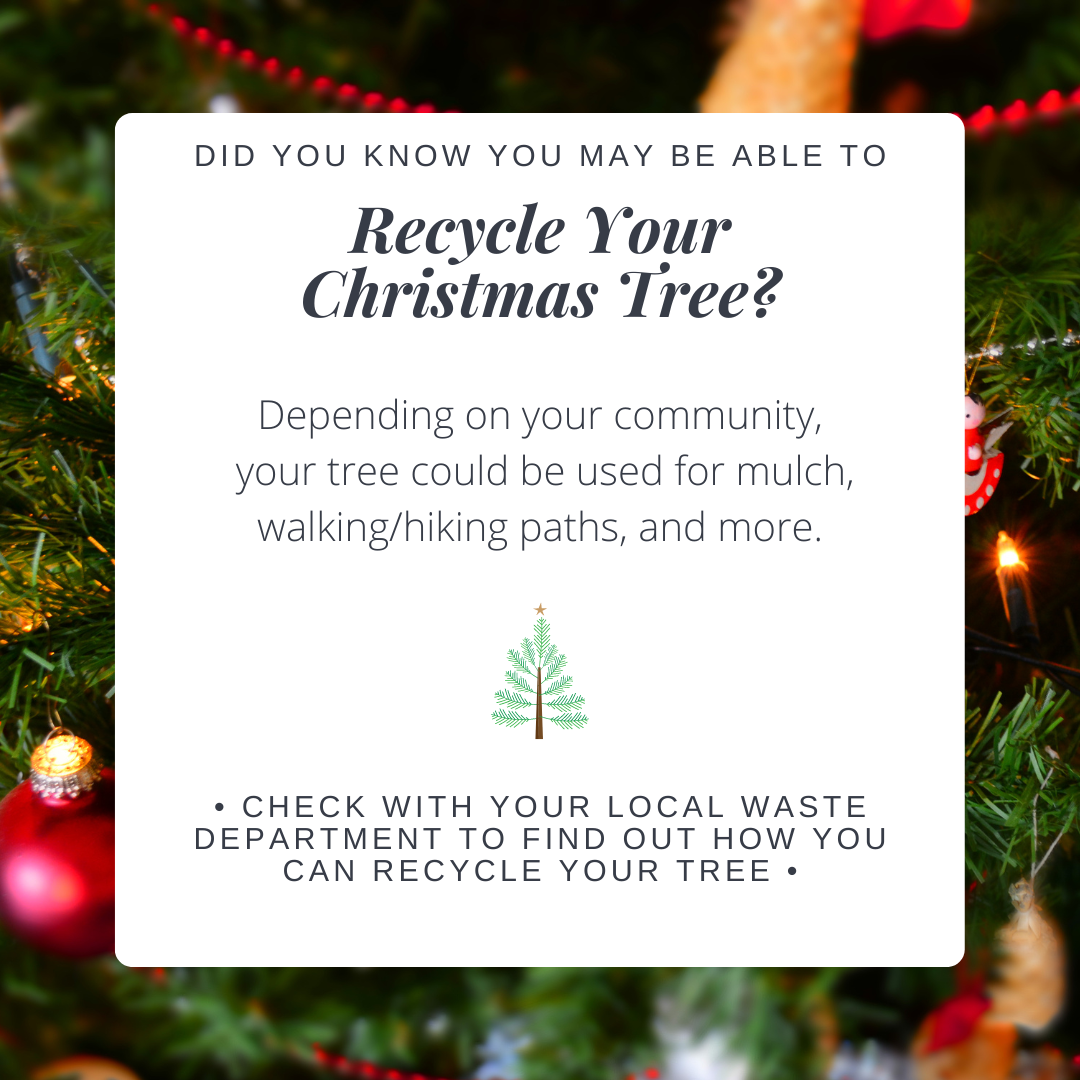 DID YOU KNOW YOU MAY BE ABLE TO
Recycle Your
Christmas Tree?
Depending on your community,
your tree could be used for mulch,
walking/hiking paths, and more.
• CHECK WITH YOUR LOCAL WASTE
DEPARTMENT TO FIND OUT HOW YOU
CAN RECYCLE YOUR TREE •